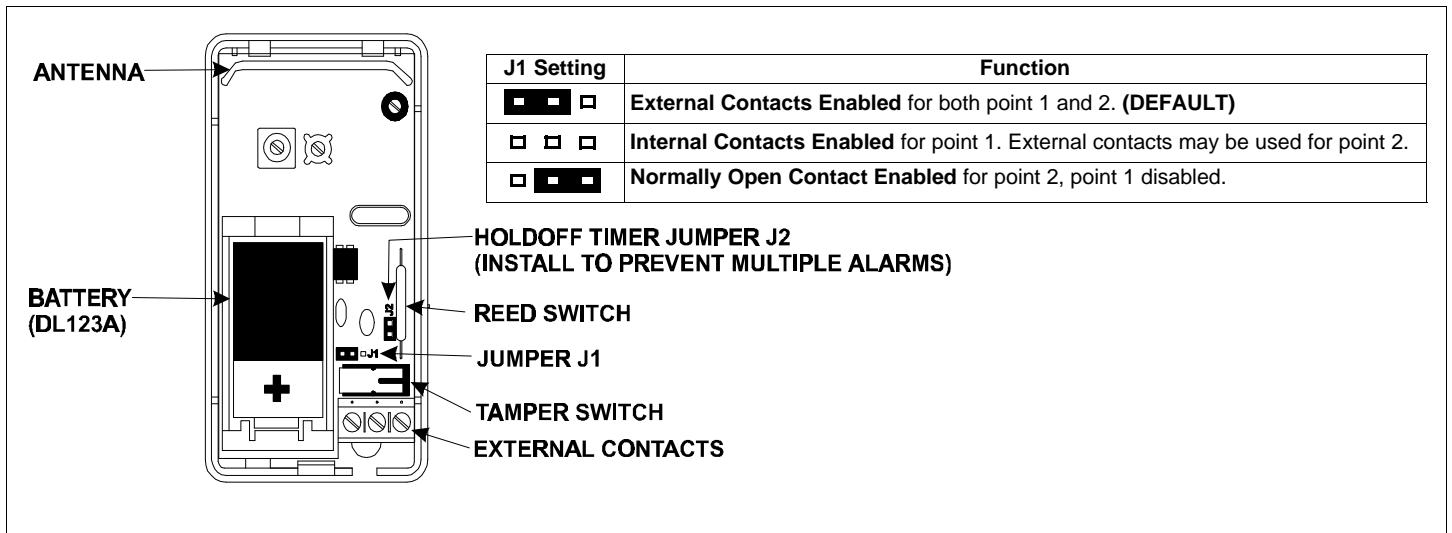 ANTENNA
J1 Setting Function
External Contacts Enabled for both point 1 and 2. (DEFAULT)
Internal Contacts Enabled for point 1. External contacts may be used for point 2.
Normally Open Contact Enabled for point 2, point 1 disabled.
HOLDOFF TIMER JUMPER J2
(INSTALL TO PREVENT MULTIPLE ALARMS)
BATTERY
(DL123A)
J2
REED SWITCH
J1
JUMPER J1
TAMPER SWITCH
EXTERNAL CONTACTS